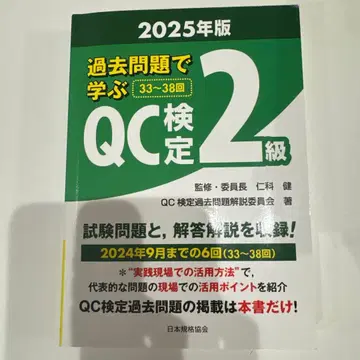 2025年版
過去問題で
学ぶ 33~38回
QC検定2級
監修・委員長 仁科 健
QC検定過去問題解説委員会 著
試験問題と,解答解説を収録!
2024年9月までの6回(33~38回)
*“実践現場での活用方法”で,
代表的な問題の現場での活用ポイントを紹介
QC検定過去問題の掲載は本書だけ!
日本規格協会